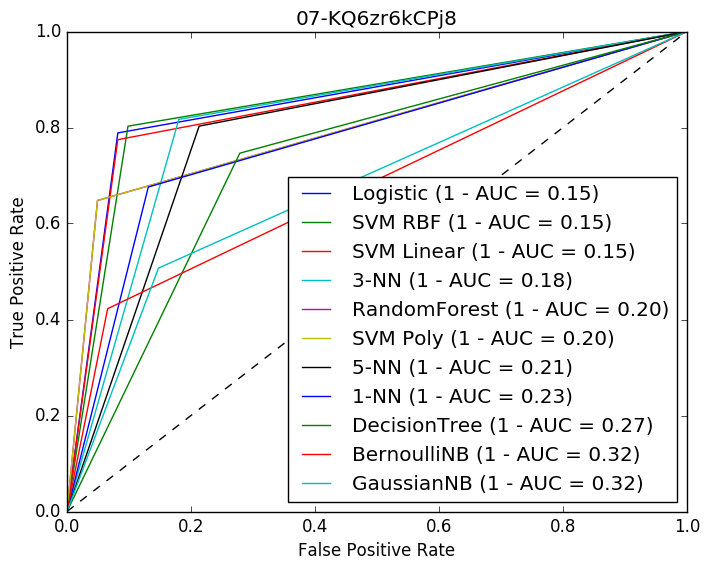 07-KQ6zr6kCPj8
1.0
0.8
0.6
0.4
0.2
0.0
True Positive Rate
Logistic (1 - AUC = 0.15)
SVM RBF (1 - AUC = 0.15)
SVM Linear (1 - AUC = 0.15)
3-NN (1 - AUC = 0.18)
RandomForest (1 - AUC = 0.20)
SVM Poly (1 - AUC = 0.20)
5-NN (1 - AUC = 0.21)
1-NN (1 - AUC = 0.23)
DecisionTree (1 - AUC = 0.27)
BernoulliNB (1 - AUC = 0.32)
GaussianNB (1 - AUC = 0.32)
0.0 0.2 0.4 0.6 0.8 1.0
False Positive Rate